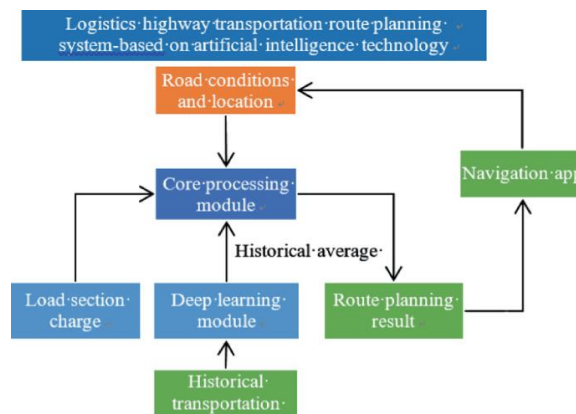 Logistics highway transportation route planning
system-based on artificial intelligence technology
Road conditions
and location
Core processing
module
Navigation app
Historical average
Load section
charge
Deep learning
module
Route planning
result
Historical
transportation